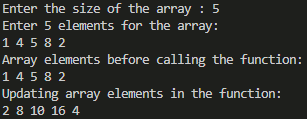 Enter the size of the array : 5
Enter 5 elements for the array:
1 4 5 8 2
Array elements before calling the function:
1 4 5 8 2
Updating array elements in the function:
2 8 10 16 4